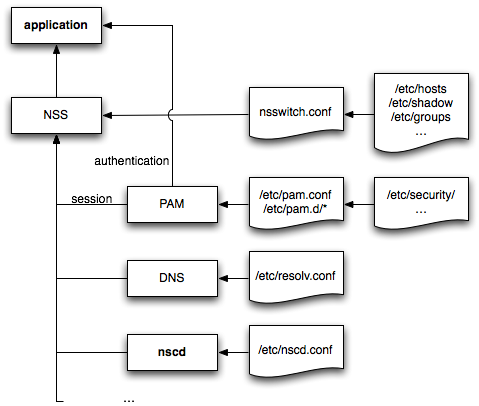 application
NSS
nsswitch.conf
/etc/hosts
/etc/shadow
/etc/groups
...
authentication
session
PAM
/etc/pam.conf
/etc/pam.d/*
/etc/security/
...
DNS
/etc/resolv.conf
nscd
/etc/nscd.conf
...